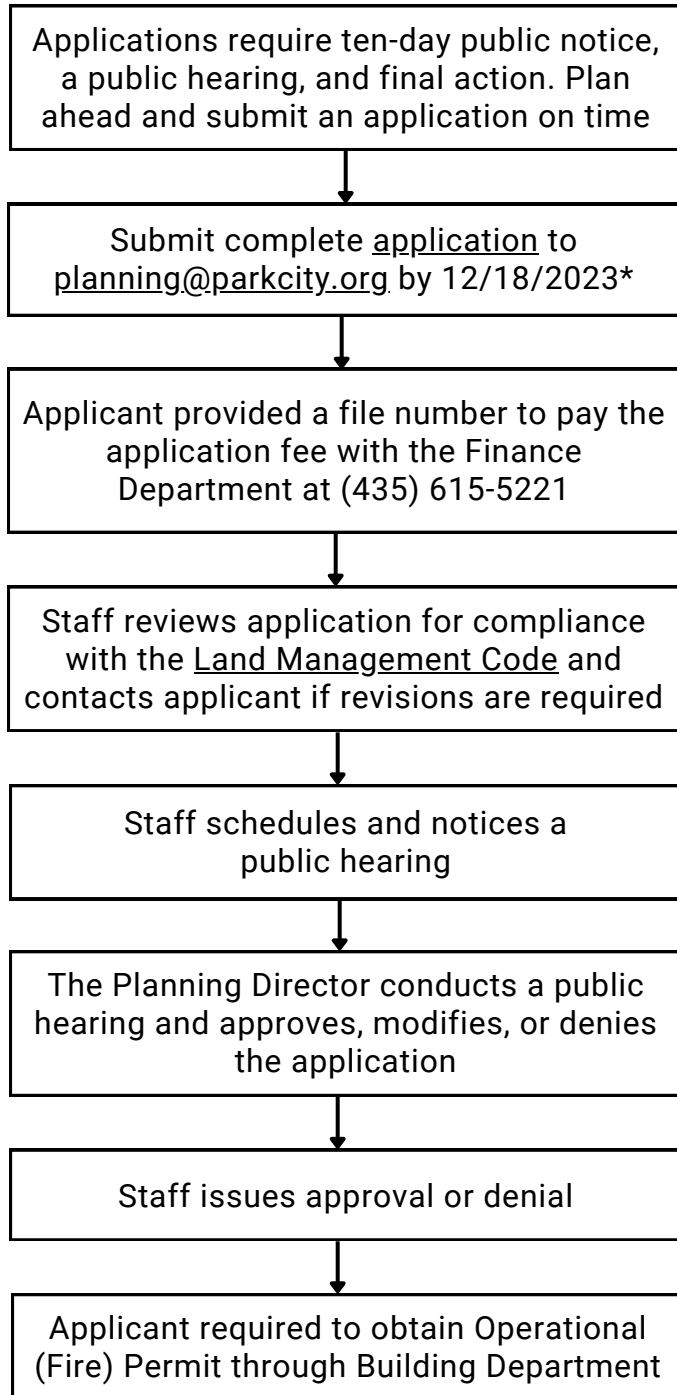 Applications require ten-day public notice,
a public hearing, and final action. Plan
ahead and submit an application on time
Submit complete application to
planning@parkcity.org by 12/18/2023*
Applicant provided a file number to pay the
application fee with the Finance
Department at (435) 615-5221
Staff reviews application for compliance
with the Land Management Code and
contacts applicant if revisions are required
Staff schedules and notices a
public hearing
The Planning Director conducts a public
hearing and approves, modifies, or denies
the application
Staff issues approval or denial
Applicant required to obtain Operational
(Fire) Permit through Building Department